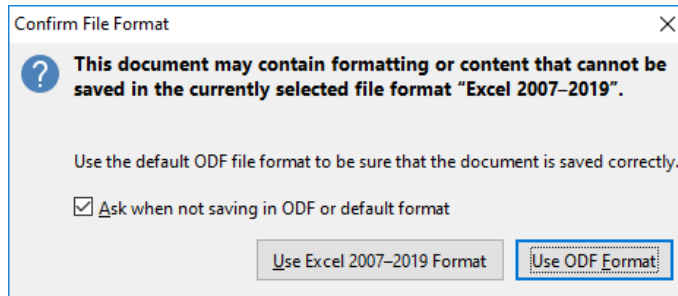 Confirm File Format
This document may contain formatting or content that cannot be
saved in the currently selected file format “Excel 2007–2019”.
Use the default ODF file format to be sure that the document is saved correctly.
Ask when not saving in ODF or default format
Use Excel 2007–2019 Format
Use ODF Format